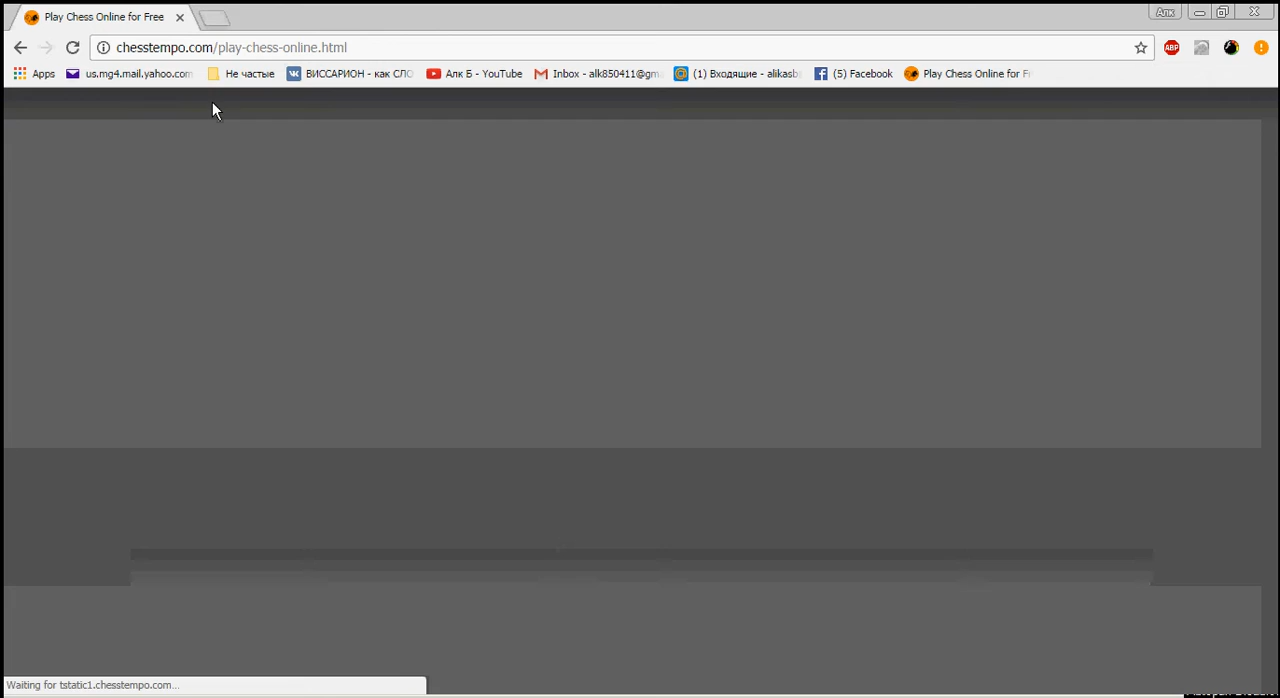 Play Chess Online for Free
Алк
chesstempo.com/play-chess-online.html
ABP
Apps us.mg4.mail.yahoo.com Не частые ВИССАРИОН - как СЛО Алк Б - YouTube Inbox - alk850411@gm (1) Входящие - alikasb (5) Facebook Play Chess Online for Fr
Waiting for tstatic1.chesstempo.com...